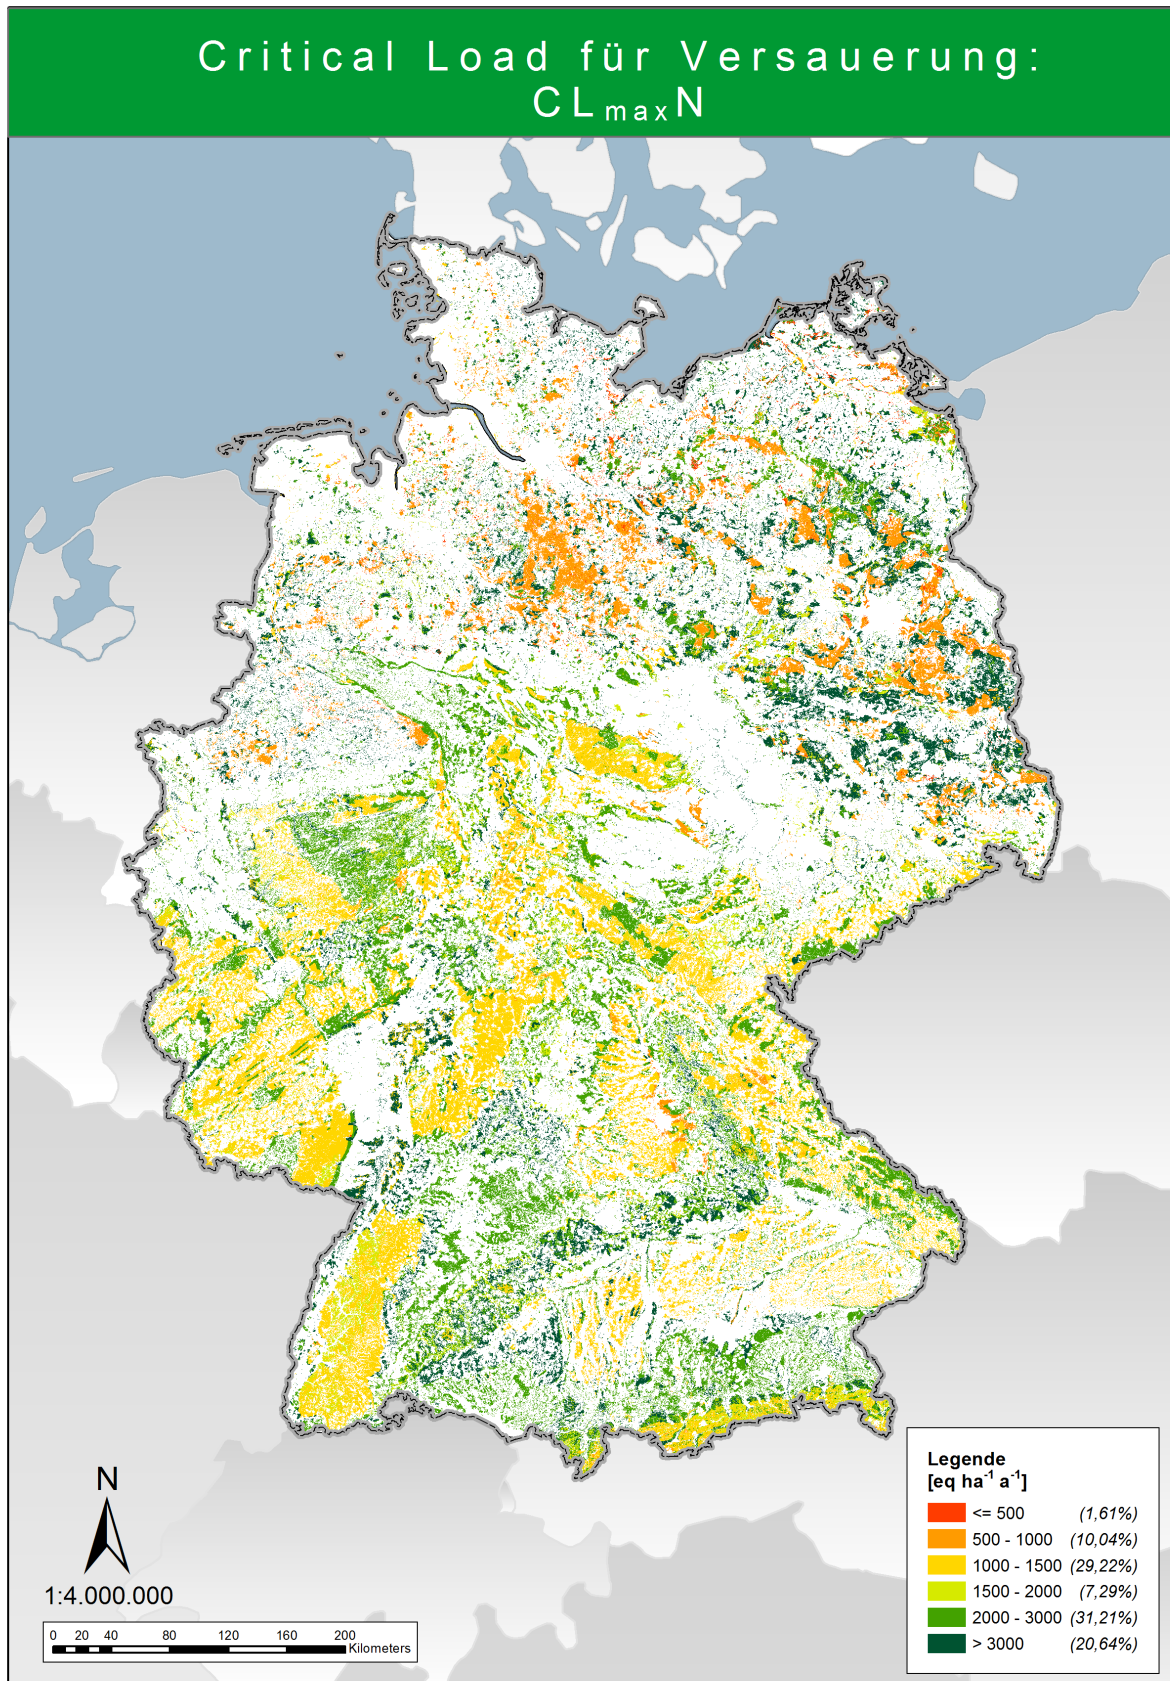 Critical Load für Versauerung:
CLmaxN
N
1:4.000.000
0 20 40 80 120 160 200
Kilometers
Legende
[eq ha-1 a-1]
<= 500 (1,61%)
500 - 1000 (10,04%)
1000 - 1500 (29,22%)
1500 - 2000 (7,29%)
2000 - 3000 (31,21%)
> 3000 (20,64%)